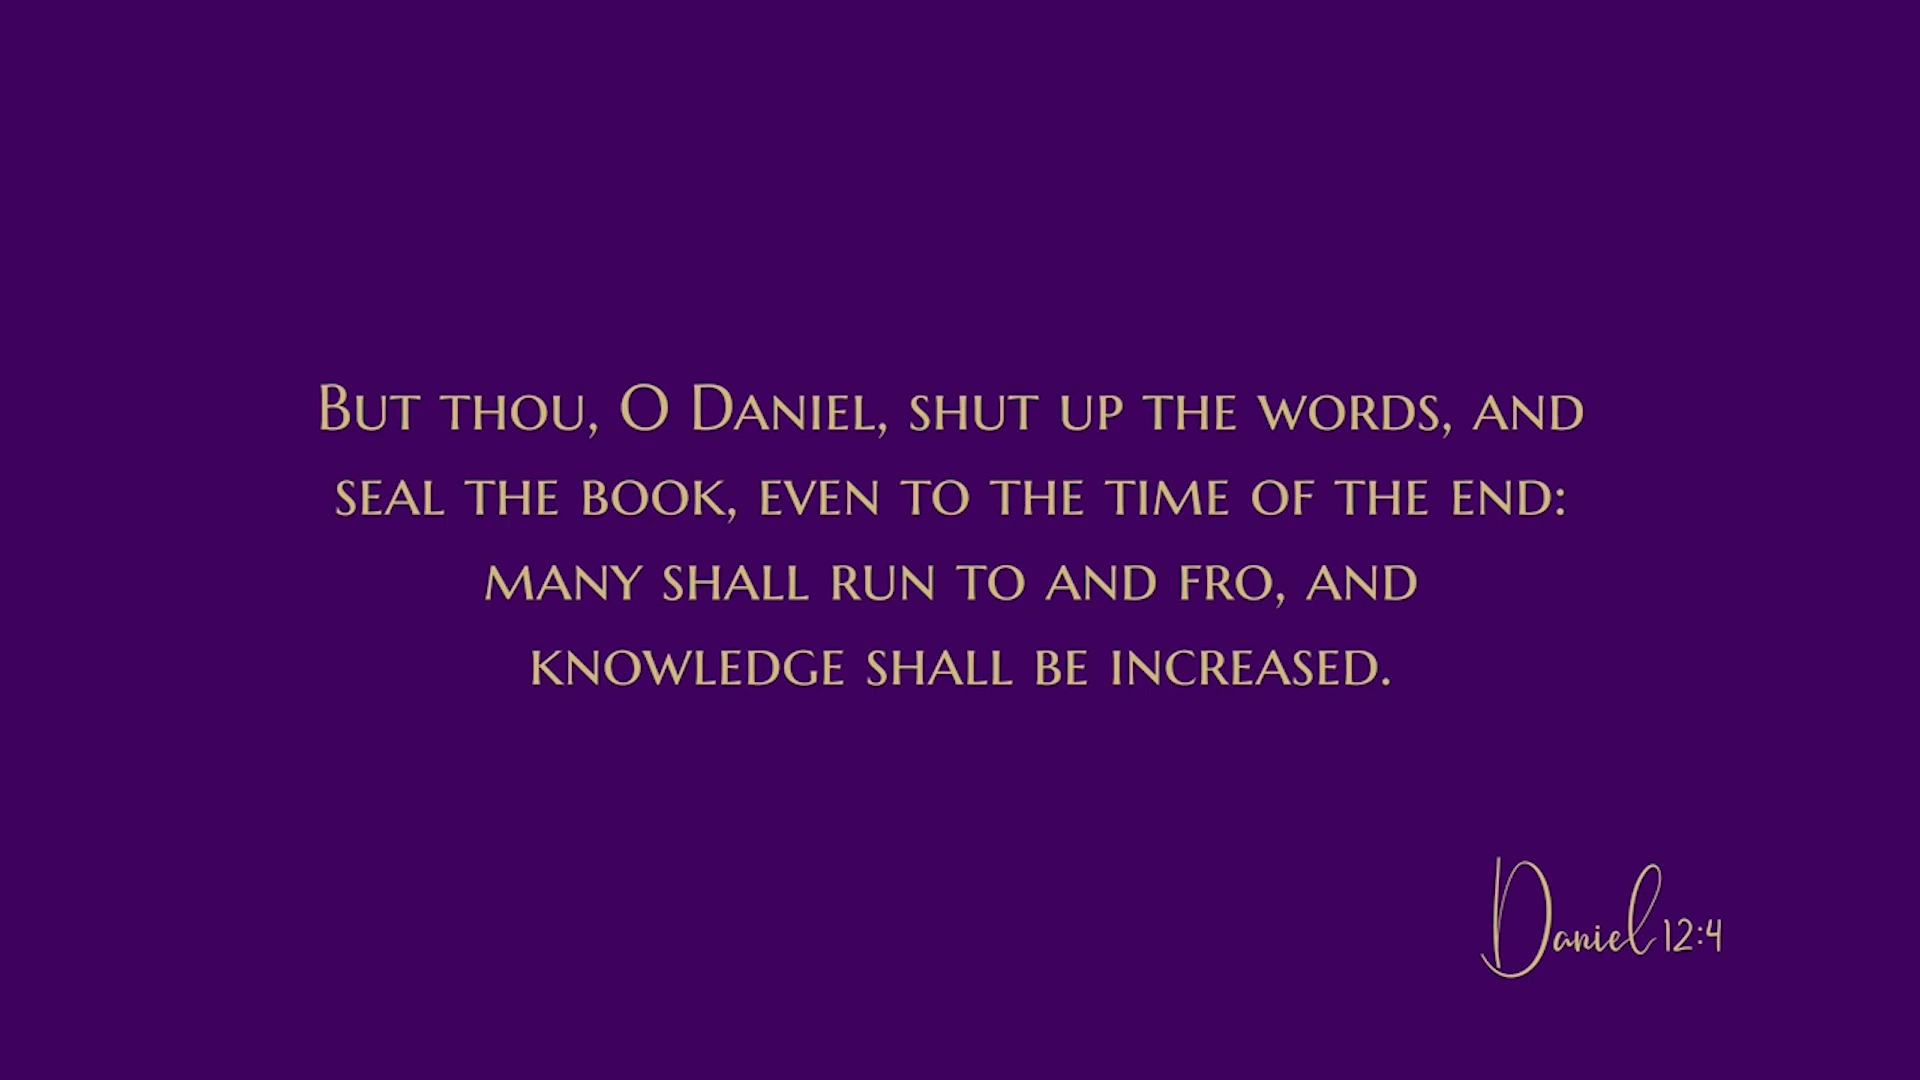 But thou, O Daniel, shut up the words, and
seal the book, even to the time of the end:
many shall run to and fro, and
knowledge shall be increased.
Daniel 12:4